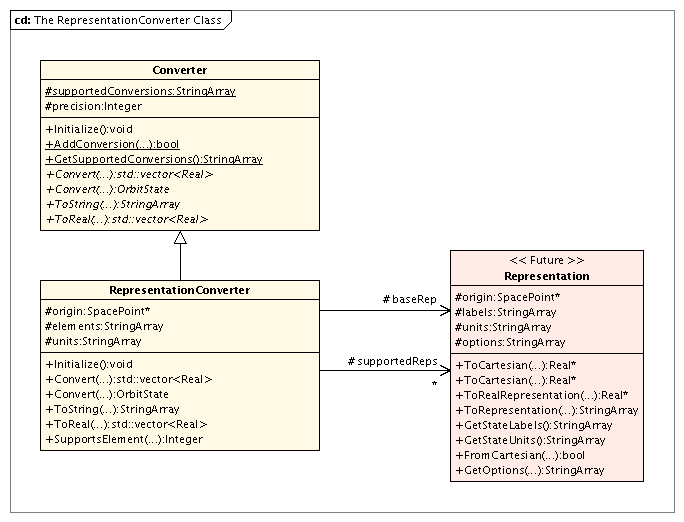 cd: The RepresentationConverter Class
Converter
#supportedConversions:StringArray
#precision:Integer
+Initialize():void
+AddConversion(...):bool
+GetSupportedConversions():StringArray
+Convert(...):std::vector<Real>
+Convert(...):OrbitState
+ToString(...):StringArray
+ToReal(...):std::vector<Real>
RepresentationConverter
#origin:SpacePoint*
#elements:StringArray
#units:StringArray
+Initialize():void
+Convert(...):std::vector<Real>
+Convert(...):OrbitState
+ToString(...):StringArray
+ToReal(...):std::vector<Real>
+SupportsElement(...):Integer
# baseRep
# supportedReps
*
<< Future >>
Representation
#origin:SpacePoint*
#labels:StringArray
#units:StringArray
#options:StringArray
+ToCartesian(...):Real*
+ToCartesian(...):Real*
+ToRealRepresentation(...):Real*
+ToRepresentation(...):StringArray
+GetStateLabels():StringArray
+GetStateUnits():StringArray
+FromCartesian(...):bool
+GetOptions(...):StringArray